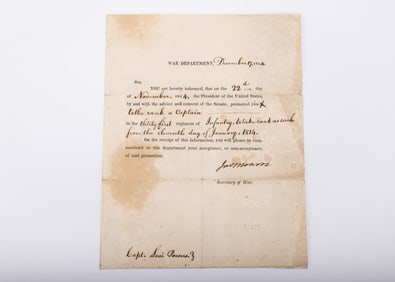 WAR DEPARTMENT, December 17, 1814
Sir,
YOU are hereby informed, that on the 22d day
of November 1814, the President of the United States,
by and with the advice and consent of the Senate, promoted you
to the rank a Captain
in the thirty first regiment of Infantry, to take rank as such
from the eleventh day of January, 1814.
On the receipt of this information, you will please to com-
municate to this department your acceptance, or non-acceptance,
of said promotion.
Secretary of War.
Capt. Levi Powers